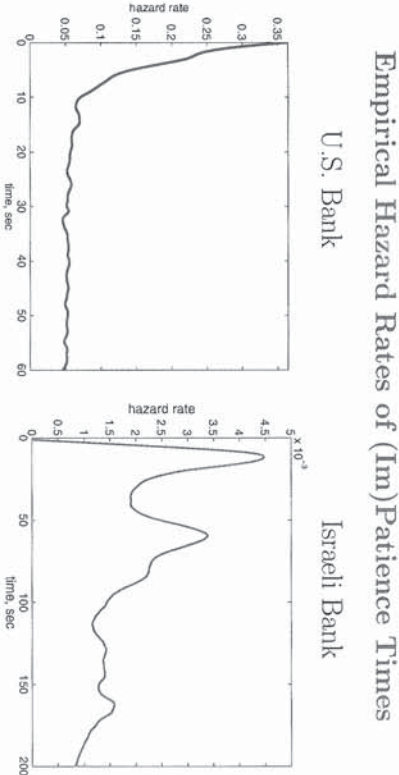 Empirical Hazard Rates of (Im)Patience Times
U.S. Bank
0.35
0.3
0.25
0.2
0.15
0.1
0.05
hazard rate
0 10 20 30 40 50 60
time, sec
Israeli Bank
x 10⁻³
5
4.5
4
3.5
3
2.5
2
1.5
1
0.5
0
hazard rate
0 50 100 150 200
time, sec